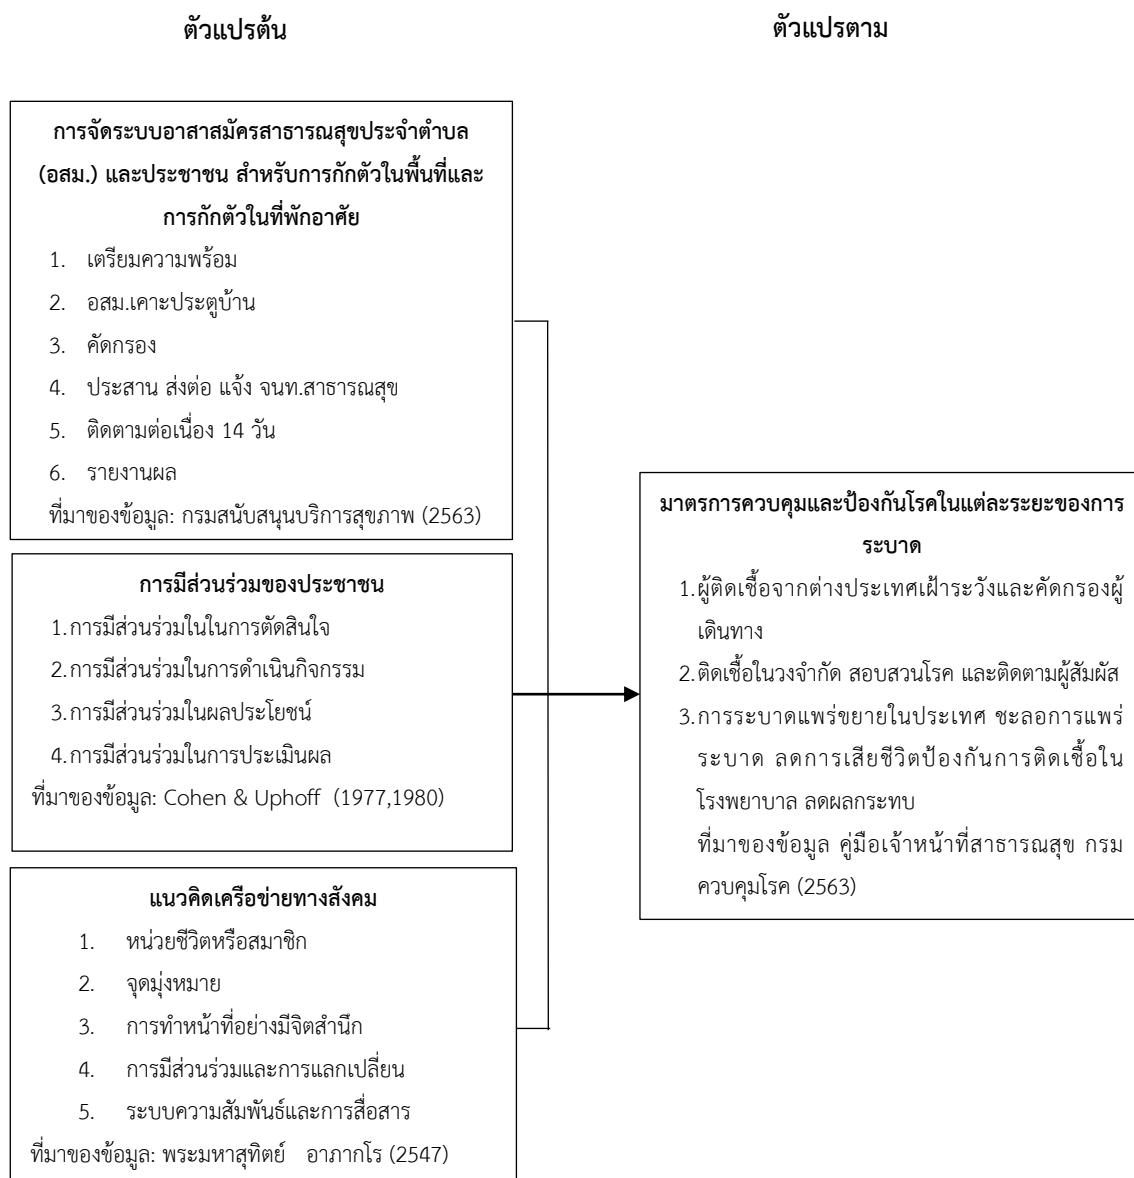 ตัวแปรต้น
ตัวแปรตาม
การจัดระบบอาสาสมัครสาธารณสุขประจำตำบล
(อสม.) และประชาชน สำหรับการกักตัวในพื้นที่และ
การกักตัวในที่พักอาศัย
1. เตรียมความพร้อม
2. อสม.เคาะประตูบ้าน
3. คัดกรอง
4. ประสาน ส่งต่อ แจ้ง จนท.สาธารณสุข
5. ติดตามต่อเนื่อง 14 วัน
6. รายงานผล
ที่มาของข้อมูล: กรมสนับสนุนบริการสุขภาพ (2563)
การมีส่วนร่วมของประชาชน
1.การมีส่วนร่วมในในการตัดสินใจ
2.การมีส่วนร่วมในการดำเนินกิจกรรม
3.การมีส่วนร่วมในผลประโยชน์
4.การมีส่วนร่วมในการประเมินผล
ที่มาของข้อมูล: Cohen & Uphoff (1977,1980)
แนวคิดเครือข่ายทางสังคม
1. หน่วยชีวิตหรือสมาชิก
2. จุดมุ่งหมาย
3. การทำหน้าที่อย่างมีจิตสำนึก
4. การมีส่วนร่วมและการแลกเปลี่ยน
5. ระบบความสัมพันธ์และการสื่อสาร
ที่มาของข้อมูล: พระมหาสุทิตย์ อาภากโร (2547)
มาตรการควบคุมและป้องกันโรคในแต่ละระยะของการ
ระบาด
1.ผู้ติดเชื้อจากต่างประเทศเฝ้าระวังและคัดกรองผู้
เดินทาง
2.ติดเชื้อในวงจำกัด สอบสวนโรค และติดตามผู้สัมผัส
3.การระบาดแพร่ขยายในประเทศ ชะลอการแพร่
ระบาด ลดการเสียชีวิตป้องกันการติดเชื้อใน
โรงพยาบาล ลดผลกระทบ
ที่มาของข้อมูล คู่มือเจ้าหน้าที่สาธารณสุข กรม
ควบคุมโรค (2563)